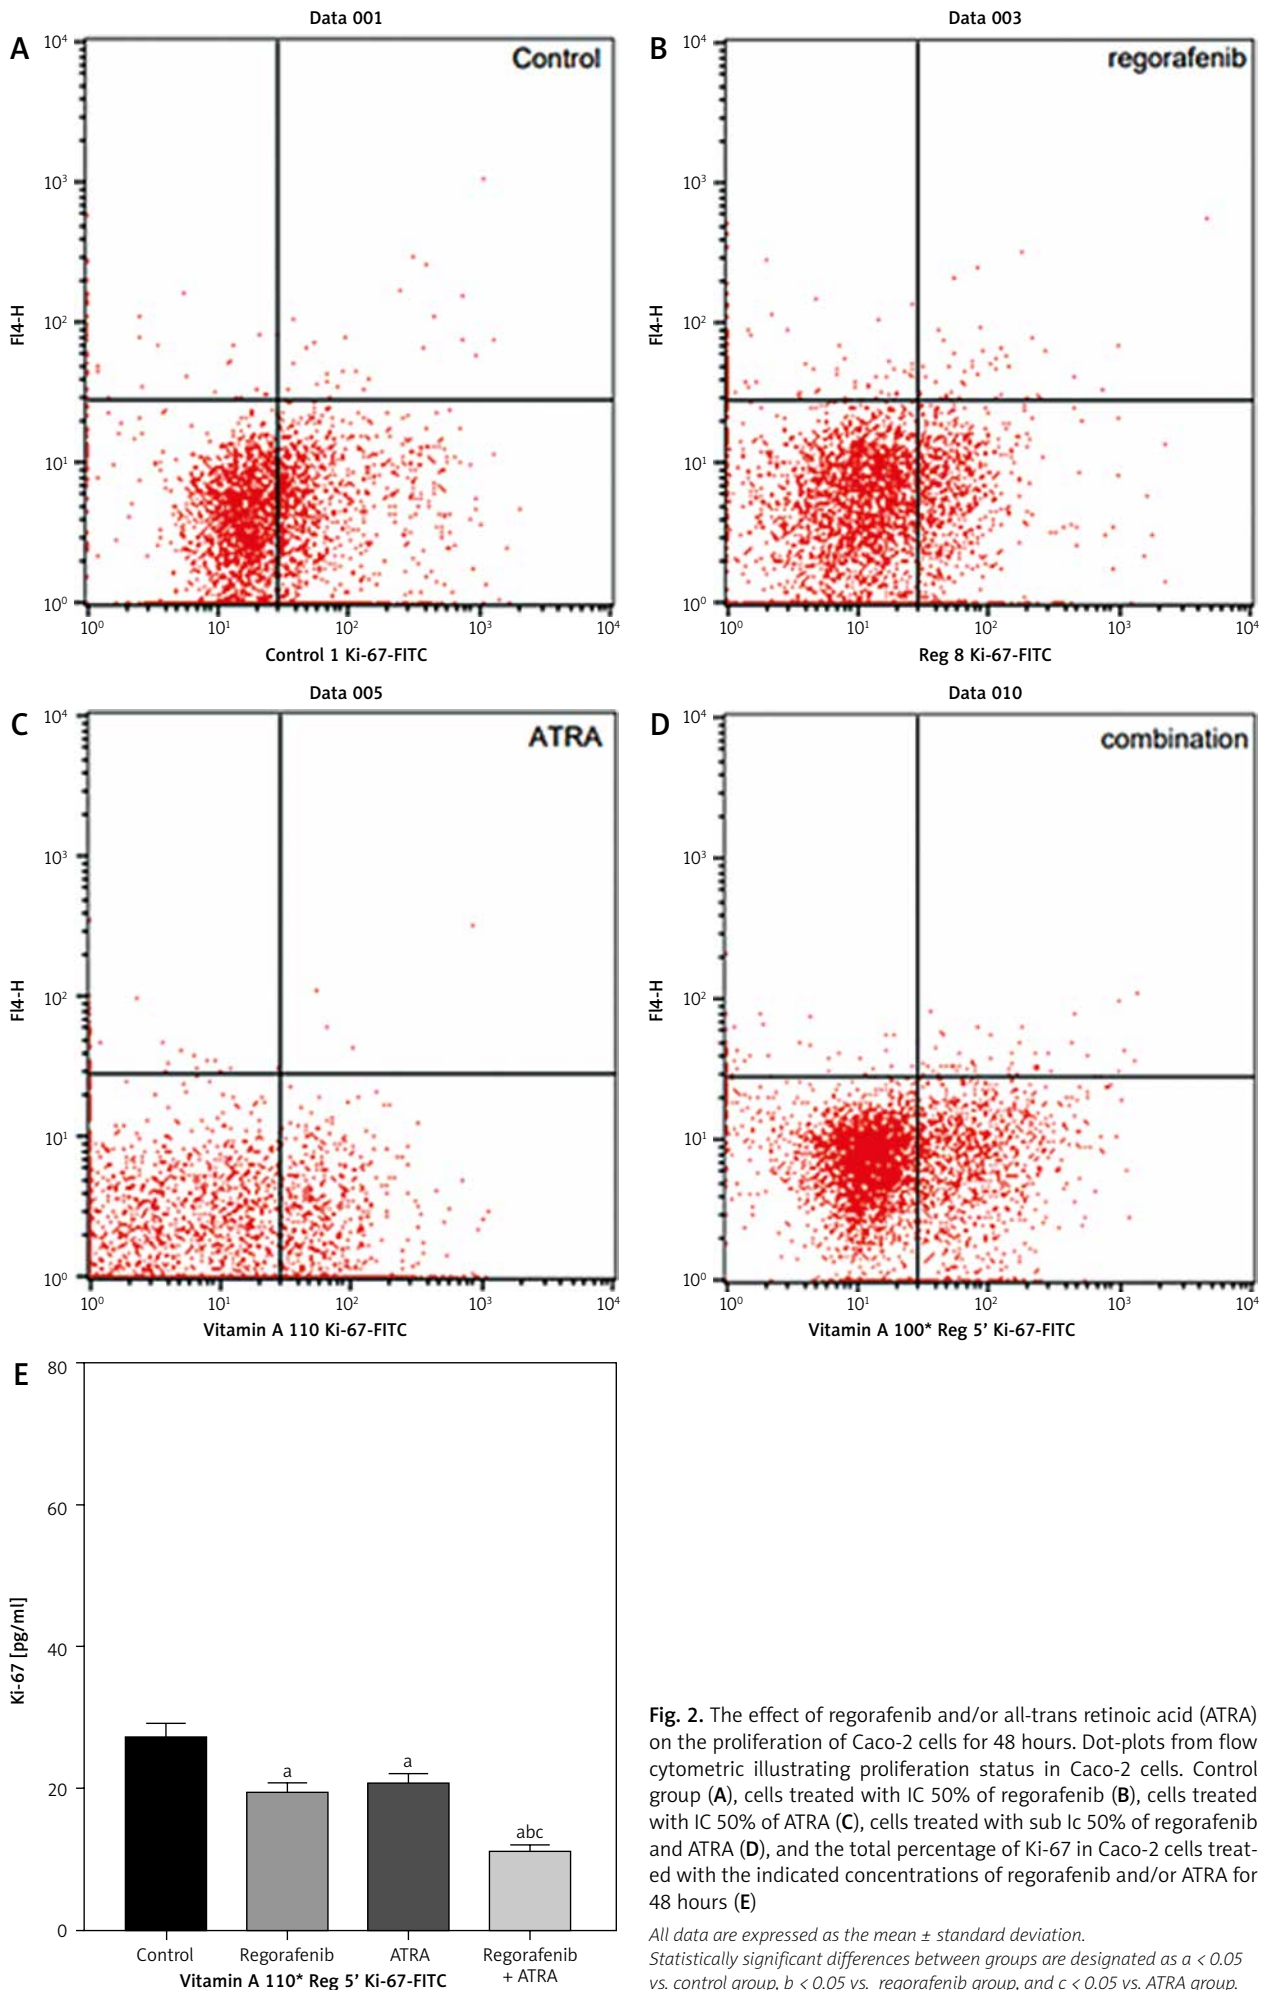 Data 001
A
Control
10⁴
10³
10²
10¹
10⁰
Fl4-H
10⁰ 10¹ 10² 10³ 10⁴
Control 1 Ki-67-FITC
Data 003
B
regorafenib
10⁴
10³
10²
10¹
10⁰
Fl4-H
10⁰ 10¹ 10² 10³ 10⁴
Reg 8 Ki-67-FITC
Data 005
C
ATRA
10⁴
10³
10²
10¹
10⁰
Fl4-H
10⁰ 10¹ 10² 10³ 10⁴
Vitamin A 110 Ki-67-FITC
Data 010
D
combination
10⁴
10³
10²
10¹
10⁰
Fl4-H
10⁰ 10¹ 10² 10³ 10⁴
Vitamin A 100* Reg 5’ Ki-67-FITC
E
80
60
40
20
0
Ki-67 [pg/ml]
a
a
abc
Control Regorafenib ATRA Regorafenib
+ ATRA
Vitamin A 110* Reg 5’ Ki-67-FITC
Fig. 2. The effect of regorafenib and/or all-trans retinoic acid (ATRA)
on the proliferation of Caco-2 cells for 48 hours. Dot-plots from flow
cytometric illustrating proliferation status in Caco-2 cells. Control
group (A), cells treated with IC 50% of regorafenib (B), cells treated
with IC 50% of ATRA (C), cells treated with sub Ic 50% of regorafenib
and ATRA (D), and the total percentage of Ki-67 in Caco-2 cells treat-
ed with the indicated concentrations of regorafenib and/or ATRA for
48 hours (E)
All data are expressed as the mean ± standard deviation.
Statistically significant differences between groups are designated as a < 0.05
vs. control group, b < 0.05 vs. regorafenib group, and c < 0.05 vs. ATRA group.